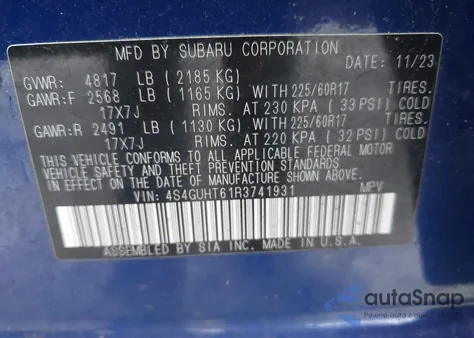 MFD BY SUBARU CORPORATION
DATE: 11/23
GVWR: 4817 LB (2185 KG)
GAWR:F 2568 LB (1165 KG) WITH 225/60R17 TIRES.
17X7J RIMS. AT 230 KPA (33 PSI) COLD
GAWR:R 2491 LB (1130 KG) WITH 225/60R17 TIRES.
17X7J RIMS. AT 220 KPA (32 PSI) COLD
THIS VEHICLE CONFORMS TO ALL APPLICABLE FEDERAL MOTOR
VEHICLE SAFETY, BUMPER, AND THEFT PREVENTION STANDARDS
IN EFFECT ON THE DATE OF MANUFACTURE SHOWN ABOVE.
VIN: 4S4GUHT61R3741931 MPV
ASSEMBLED BY SIA INC. MADE IN U.S.A.
autoSnap
Powered by AutoBidMaster